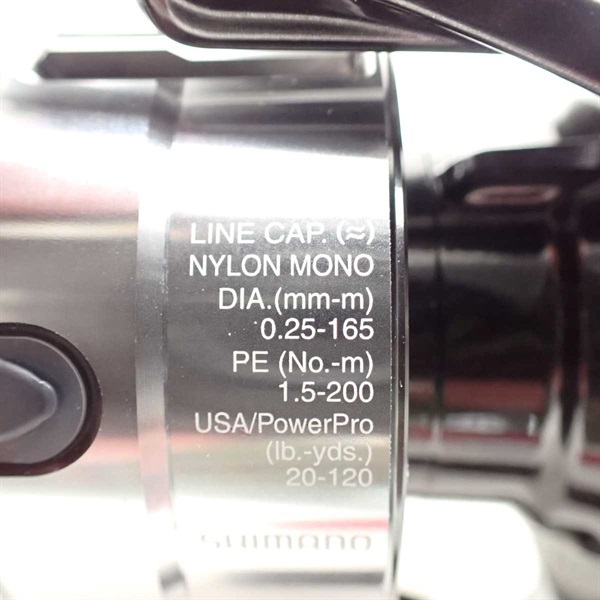 LINE CAP. (≈)
NYLON MONO
DIA.(mm-m)
0.25-165
PE (No.-m)
1.5-200
USA/PowerPro
(lb.-yds.)
20-120
SHIMANO